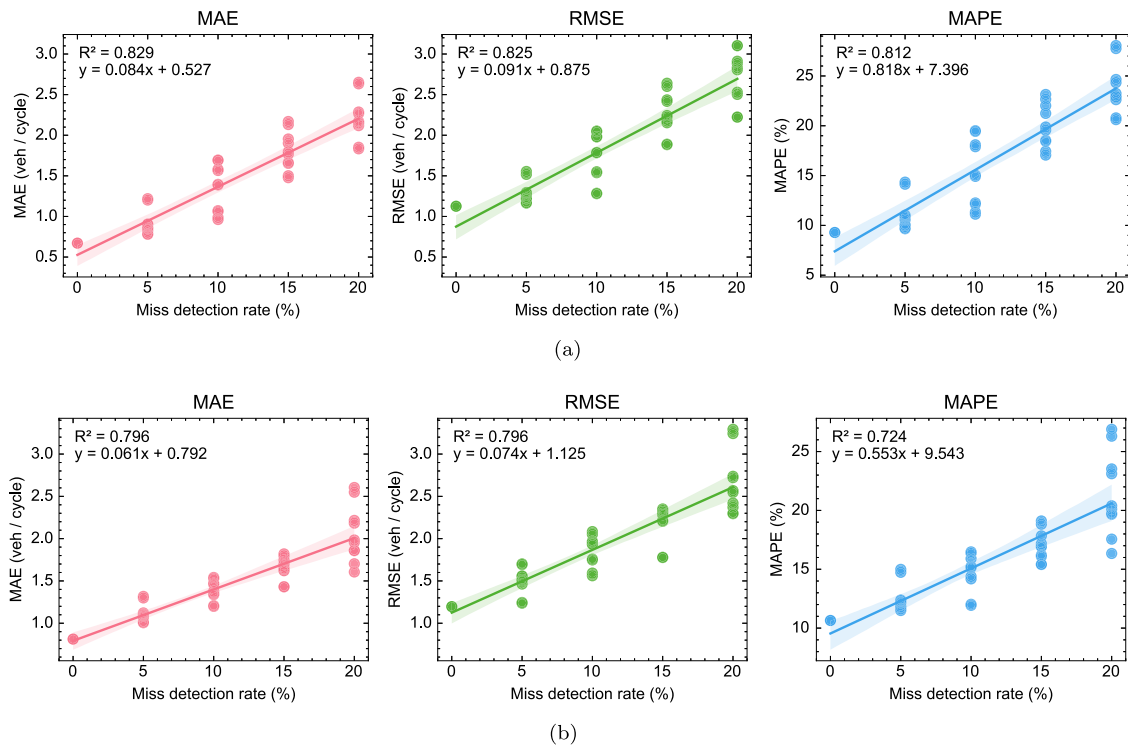 (a)
MAE
R² = 0.829
y = 0.084x + 0.527
MAE (veh / cycle)
3.0
2.5
2.0
1.5
1.0
0.5
0 5 10 15 20
Miss detection rate (%)
RMSE
R² = 0.825
y = 0.091x + 0.875
RMSE (veh / cycle)
3.0
2.5
2.0
1.5
1.0
0.5
0 5 10 15 20
Miss detection rate (%)
MAPE
R² = 0.812
y = 0.818x + 7.396
MAPE (%)
25
20
15
10
5
0 5 10 15 20
Miss detection rate (%)
(b)
MAE
R² = 0.796
y = 0.061x + 0.792
MAE (veh / cycle)
3.0
2.5
2.0
1.5
1.0
0 5 10 15 20
Miss detection rate (%)
RMSE
R² = 0.796
y = 0.074x + 1.125
RMSE (veh / cycle)
3.0
2.5
2.0
1.5
1.0
0 5 10 15 20
Miss detection rate (%)
MAPE
R² = 0.724
y = 0.553x + 9.543
MAPE (%)
25
20
15
10
0 5 10 15 20
Miss detection rate (%)